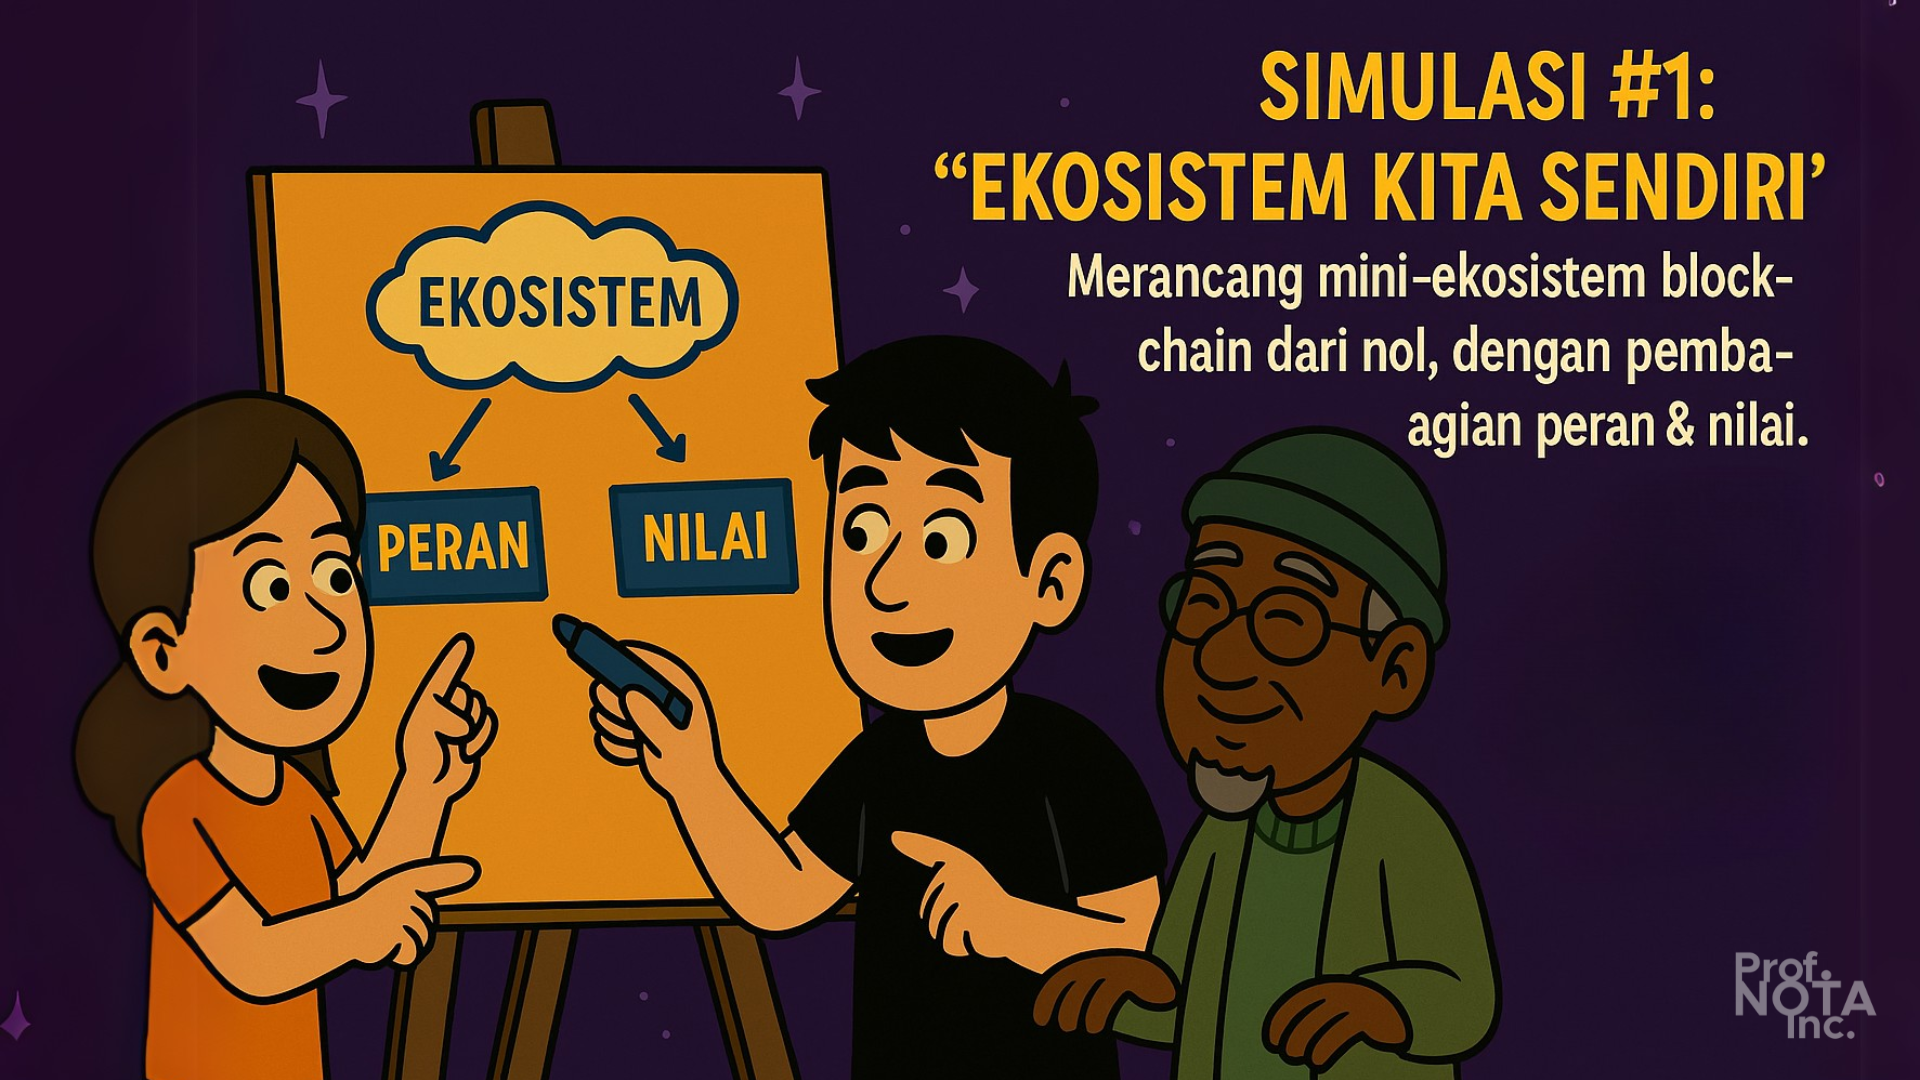 SIMULASI #1:
“EKOSISTEM KITA SENDIRI’
Merancang mini-ekosistem block-
chain dari nol, dengan pemba-
agian peran & nilai.
EKOSISTEM
PERAN
NILAI
Prof.
NOTA
Inc.